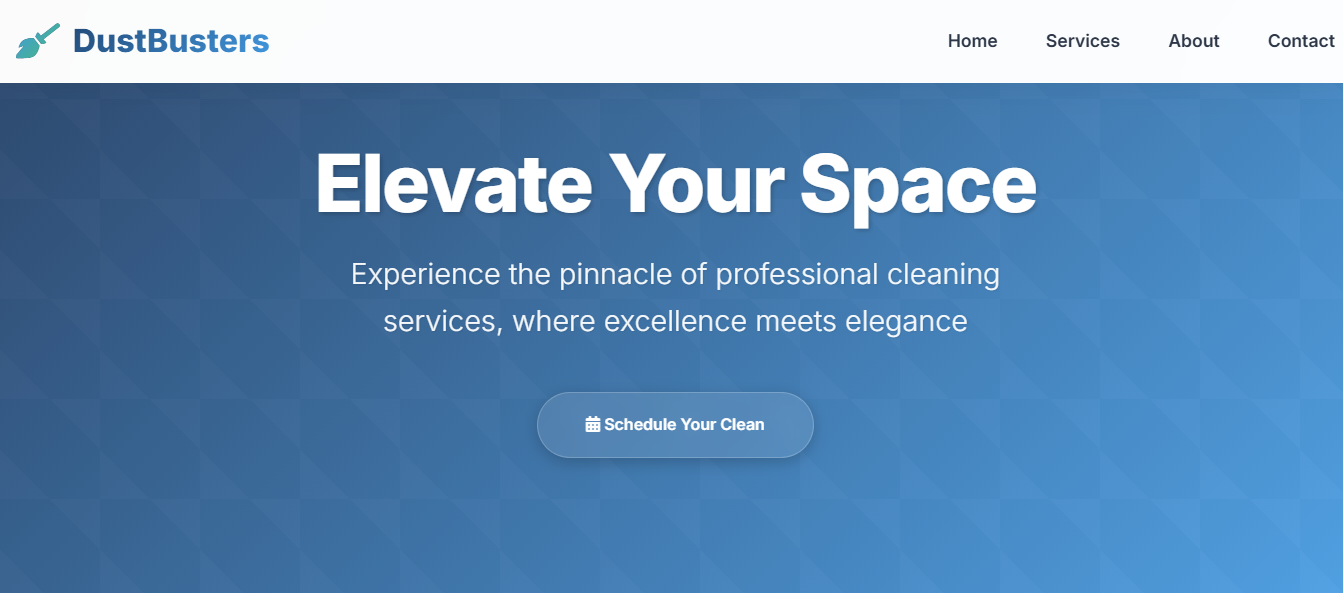 DustBusters
Home Services About Contact
Elevate Your Space
Experience the pinnacle of professional cleaning
services, where excellence meets elegance
Schedule Your Clean